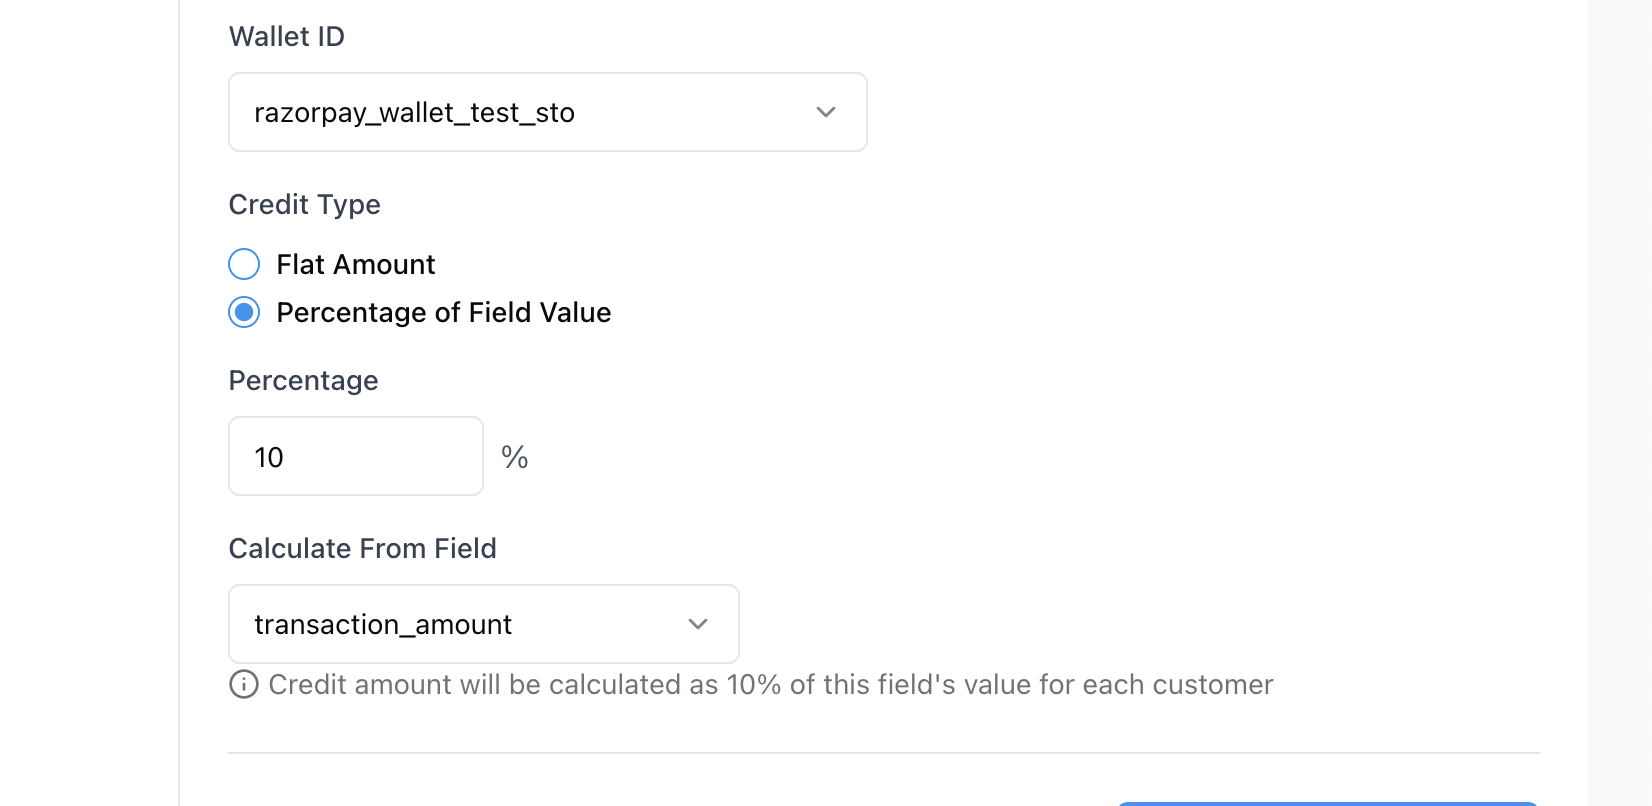 Wallet ID
razorpay_wallet_test_sto
Credit Type
Flat Amount
Percentage of Field Value
Percentage
10 %
Calculate From Field
transaction_amount
Credit amount will be calculated as 10% of this field's value for each customer